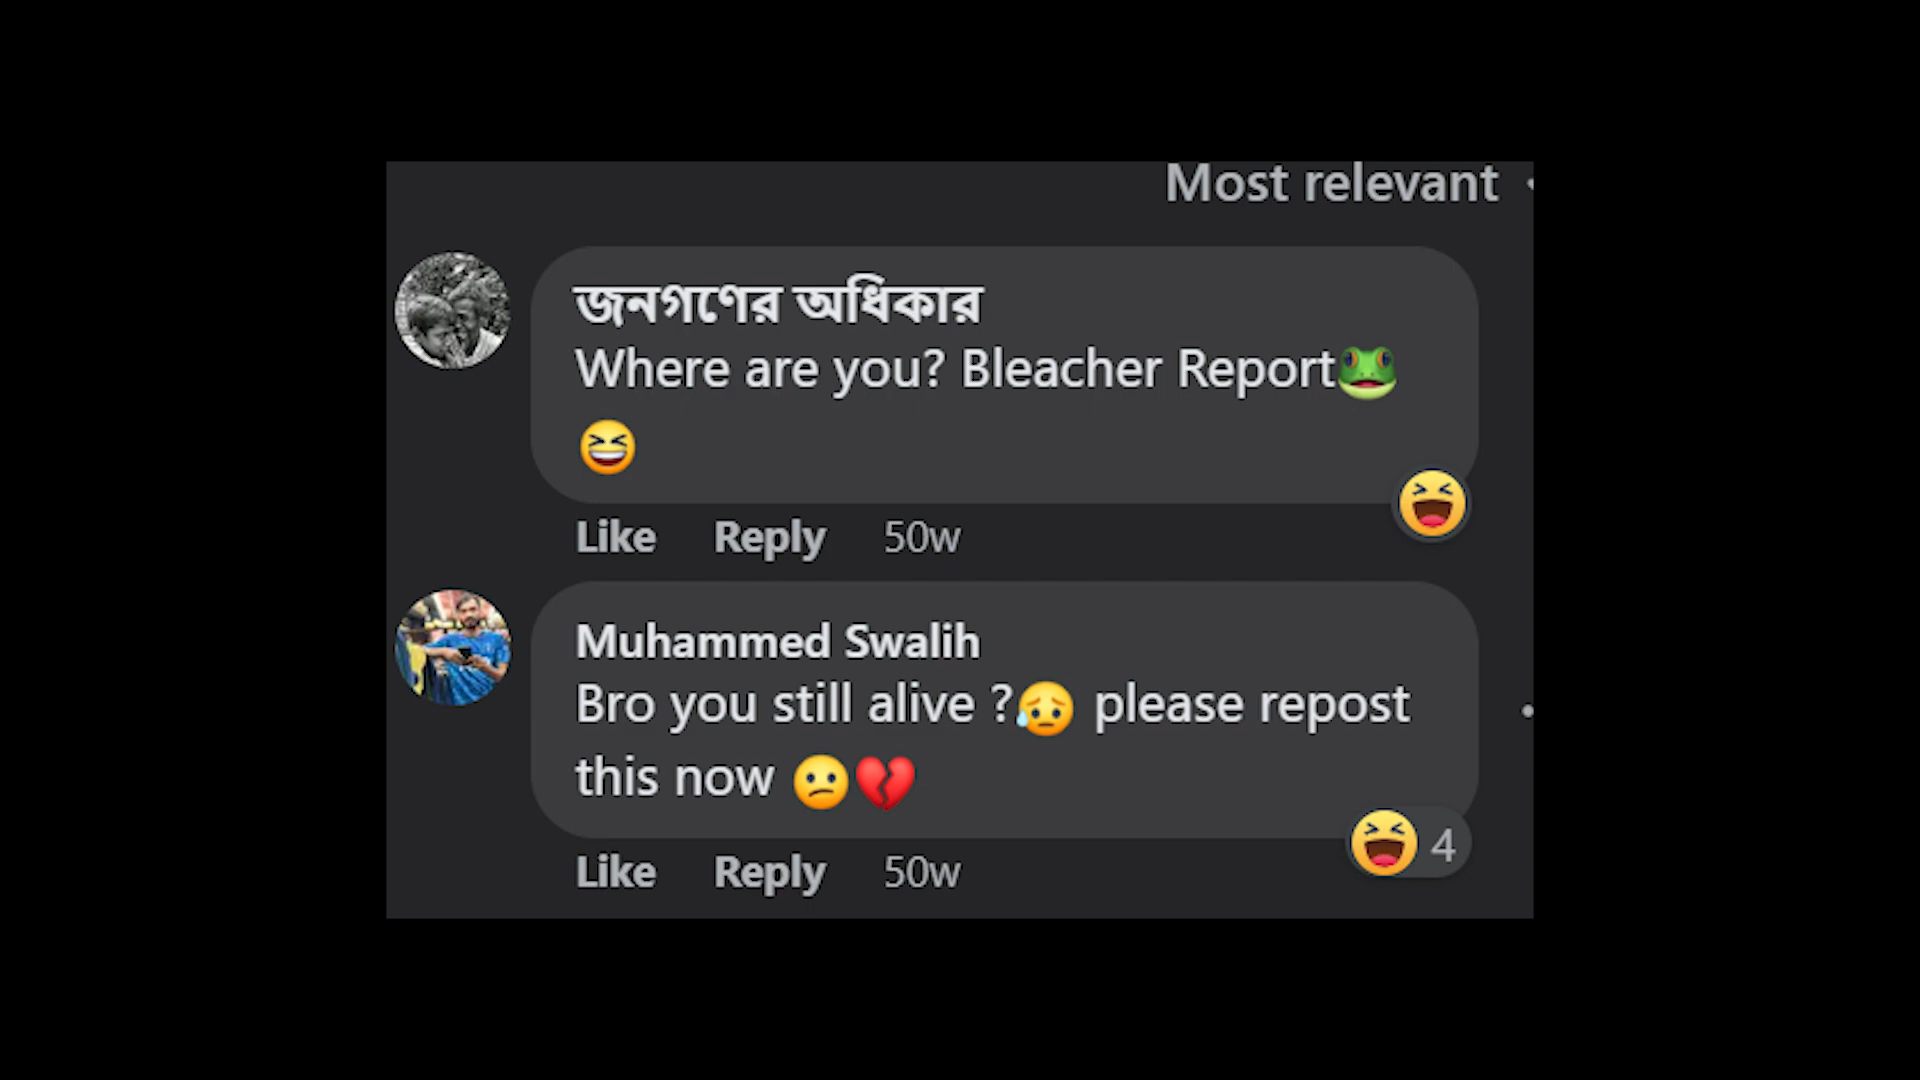 Most relevant
জনগণের অধিকার
Where are you? Bleacher Report🐸
😆
Like Reply 50w
Muhammed Swalih
Bro you still alive ?😥 please repost
this now 😕💔
4
Like Reply 50w